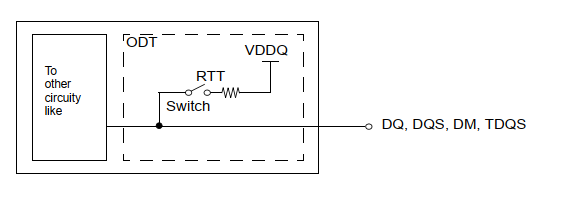 ODT
VDDQ
RTT
Switch
To
other
circuity
like
DQ, DQS, DM, TDQS